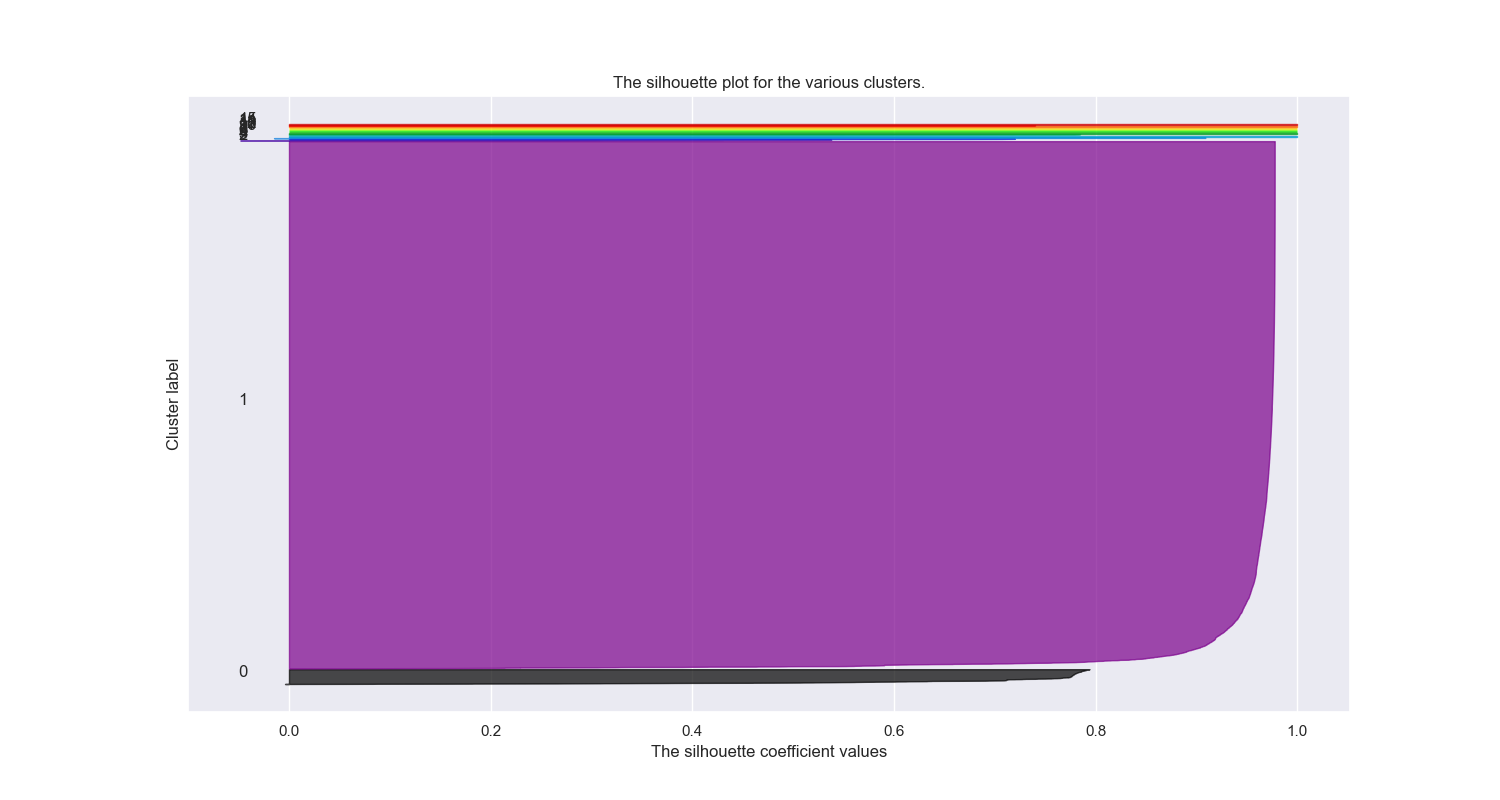 The silhouette plot for the various clusters.
Cluster label
1
0
0.0 0.2 0.4 0.6 0.8 1.0
The silhouette coefficient values